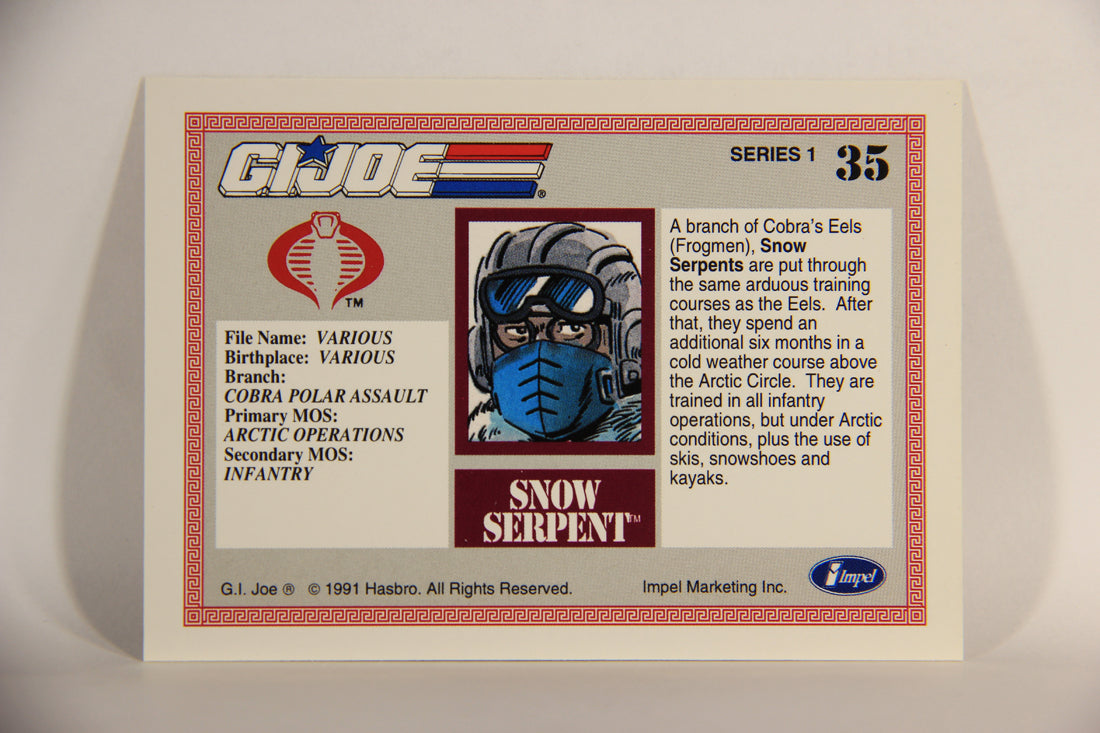 G.I.JOE ®
SERIES 1 35
TM
File Name: VARIOUS
Birthplace: VARIOUS
Branch:
COBRA POLAR ASSAULT
Primary MOS:
ARCTIC OPERATIONS
Secondary MOS:
INFANTRY
SNOW
SERPENT™
A branch of Cobra's Eels
(Frogmen), Snow
Serpents are put through
the same arduous training
courses as the Eels. After
that, they spend an
additional six months in a
cold weather course above
the Arctic Circle. They are
trained in all infantry
operations, but under Arctic
conditions, plus the use of
skis, snowshoes and
kayaks.
G.I. Joe ® © 1991 Hasbro. All Rights Reserved.
Impel Marketing Inc.
Impel